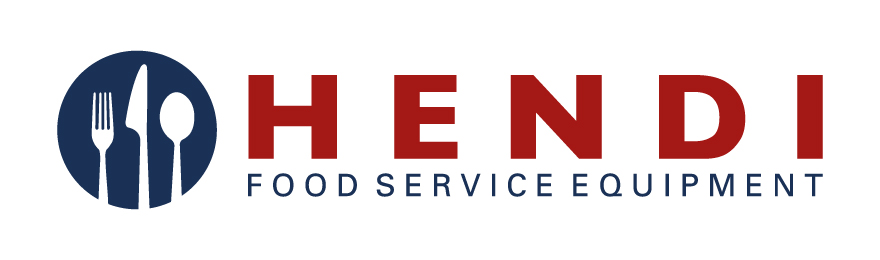 HENDI
FOOD SERVICE EQUIPMENT